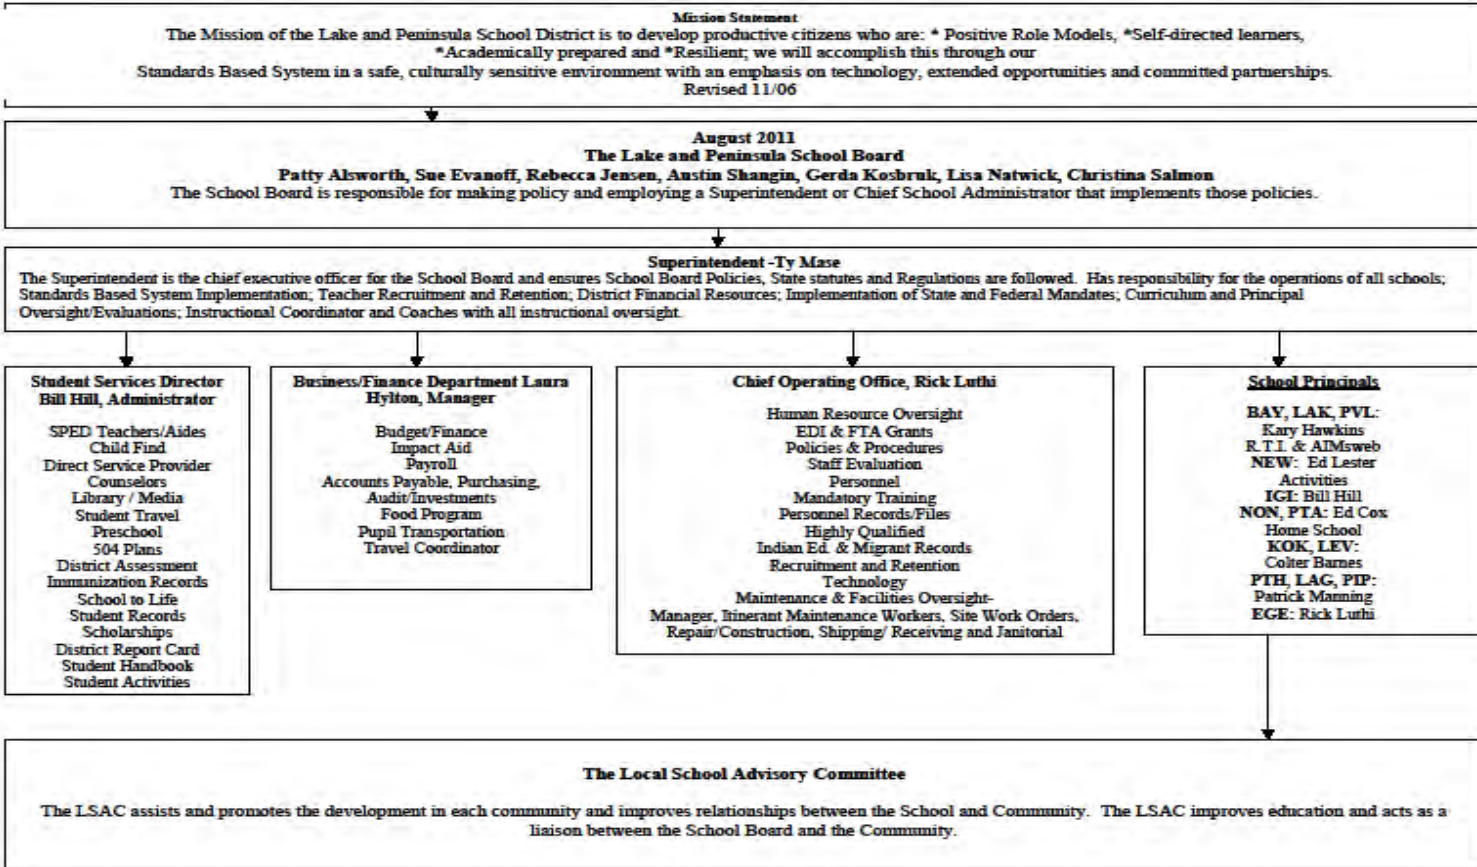 Mission Statement
The Mission of the Lake and Peninsula School District is to develop productive citizens who are: * Positive Role Models, *Self-directed learners,
*Academically prepared and *Resilient; we will accomplish this through our
Standards Based System in a safe, culturally sensitive environment with an emphasis on technology, extended opportunities and committed partnerships.
Revised 11/06
August 2011
The Lake and Peninsula School Board
Patty Alsworth, Sue Evanoff, Rebecca Jensen, Austin Shangin, Gerda Kosbruk, Lisa Natwick, Christina Salmon
The School Board is responsible for making policy and employing a Superintendent or Chief School Administrator that implements those policies.
Superintendent -Ty Mase
The Superintendent is the chief executive officer for the School Board and ensures School Board Policies, State statutes and Regulations are followed. Has responsibility for the operations of all schools;
Standards Based System Implementation; Teacher Recruitment and Retention; District Financial Resources; Implementation of State and Federal Mandates; Curriculum and Principal
Oversight/Evaluations; Instructional Coordinator and Coaches with all instructional oversight.
Student Services Director
Bill Hill, Administrator
SPED Teachers/Aides
Child Find
Direct Service Provider
Counselors
Library / Media
Student Travel
Preschool
504 Plans
District Assessment
Immunization Records
School to Life
Student Records
Scholarships
District Report Card
Student Handbook
Student Activities
Business/Finance Department Laura
Hylton, Manager
Budget/Finance
Impact Aid
Payroll
Accounts Payable, Purchasing,
Audit/Investments
Food Program
Pupil Transportation
Travel Coordinator
Chief Operating Office, Rick Luthi
Human Resource Oversight
EDI & FTA Grants
Policies & Procedures
Staff Evaluation
Personnel
Mandatory Training
Personnel Records/Files
Highly Qualified
Indian Ed. & Migrant Records
Recruitment and Retention
Technology
Maintenance & Facilities Oversight-
Manager, Itinerant Maintenance Workers, Site Work Orders,
Repair/Construction, Shipping/ Receiving and Janitorial
School Principals
BAY, LAK, PVL:
Kary Hawkins
R.T.I. & AIMsweb
NEW: Ed Lester
Activities
IGI: Bill Hill
NON, PTA: Ed Cox
Home School
KOK, LEV:
Colter Barnes
PTH, LAG, PIP:
Patrick Manning
EGE: Rick Luthi
The Local School Advisory Committee
The LSAC assists and promotes the development in each community and improves relationships between the School and Community. The LSAC improves education and acts as a
liaison between the School Board and the Community.